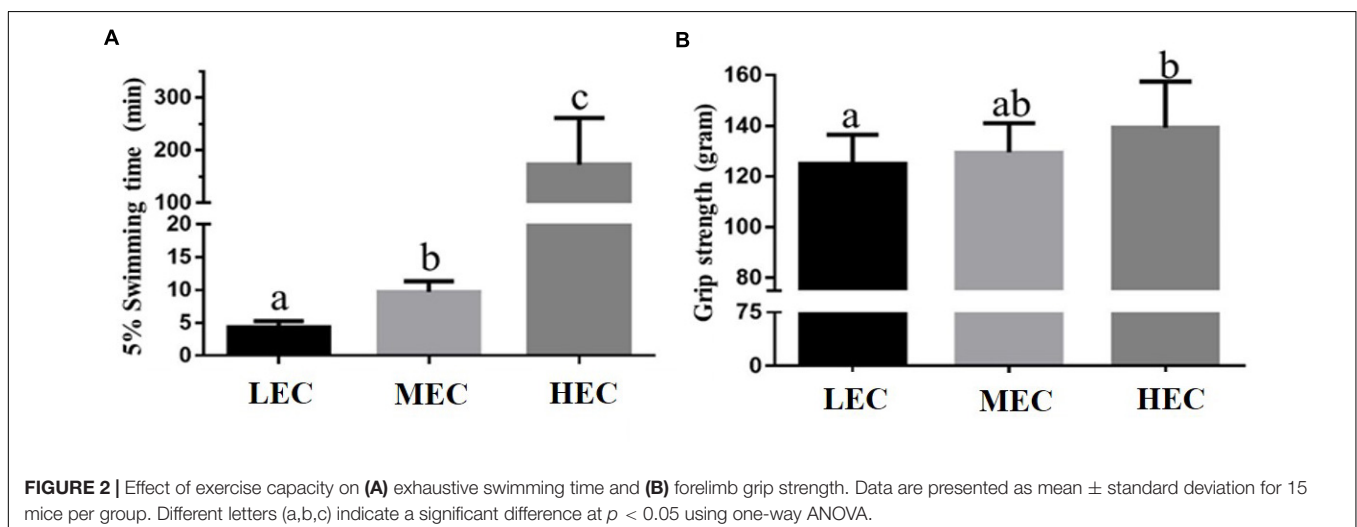 A
B
5% Swimming time (min)
300
200
100
20
15
10
5
0
a
b
c
LEC
MEC
HEC
Grip strength (gram)
160
140
120
100
80
75
0
a
ab
b
LEC
MEC
HEC
FIGURE 2 | Effect of exercise capacity on (A) exhaustive swimming time and (B) forelimb grip strength. Data are presented as mean ± standard deviation for 15
mice per group. Different letters (a,b,c) indicate a significant difference at p < 0.05 using one-way ANOVA.